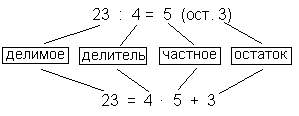 23 : 4 = 5 (ост. 3)
делимое делитель частное остаток
23 = 4 · 5 + 3